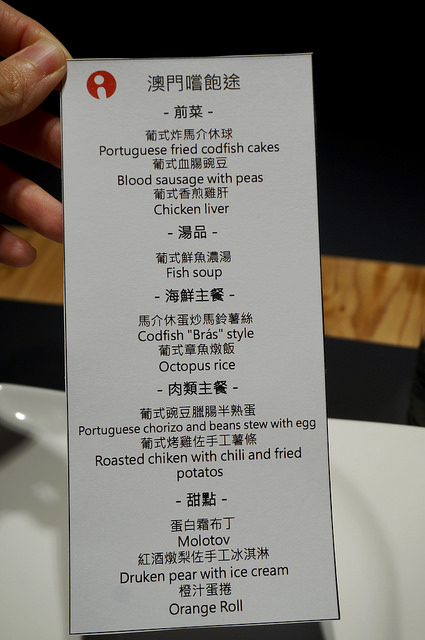 澳門嚐飽途
- 前菜 -
葡式炸馬介休球
Portuguese fried codfish cakes
葡式血腸豌豆
Blood sausage with peas
葡式香煎雞肝
Chicken liver
- 湯品 -
葡式鮮魚濃湯
Fish soup
- 海鮮主餐 -
馬介休蛋炒馬鈴薯絲
Codfish "Brás" style
葡式章魚燉飯
Octopus rice
- 肉類主餐 -
葡式豌豆臘腸半熟蛋
Portuguese chorizo and beans stew with egg
葡式烤雞佐手工薯條
Roasted chiken with chili and fried
potatos
- 甜點 -
蛋白霜布丁
Molotov
紅酒燉梨佐手工冰淇淋
Druken pear with ice cream
橙汁蛋捲
Orange Roll